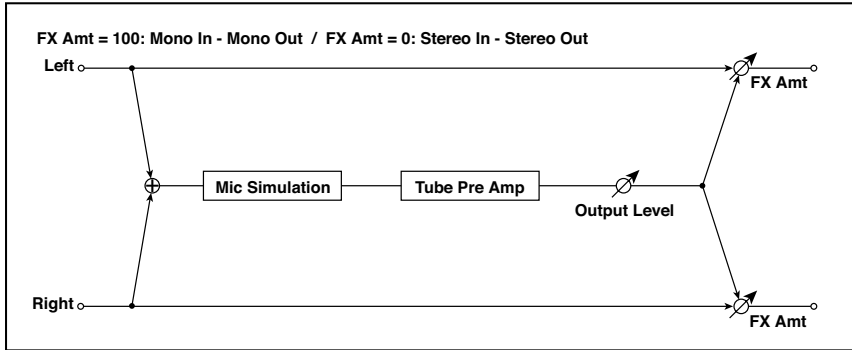 FX Amt = 100: Mono In - Mono Out / FX Amt = 0: Stereo In - Stereo Out
Left
FX Amt
Mic Simulation
Tube Pre Amp
Output Level
Right
FX Amt